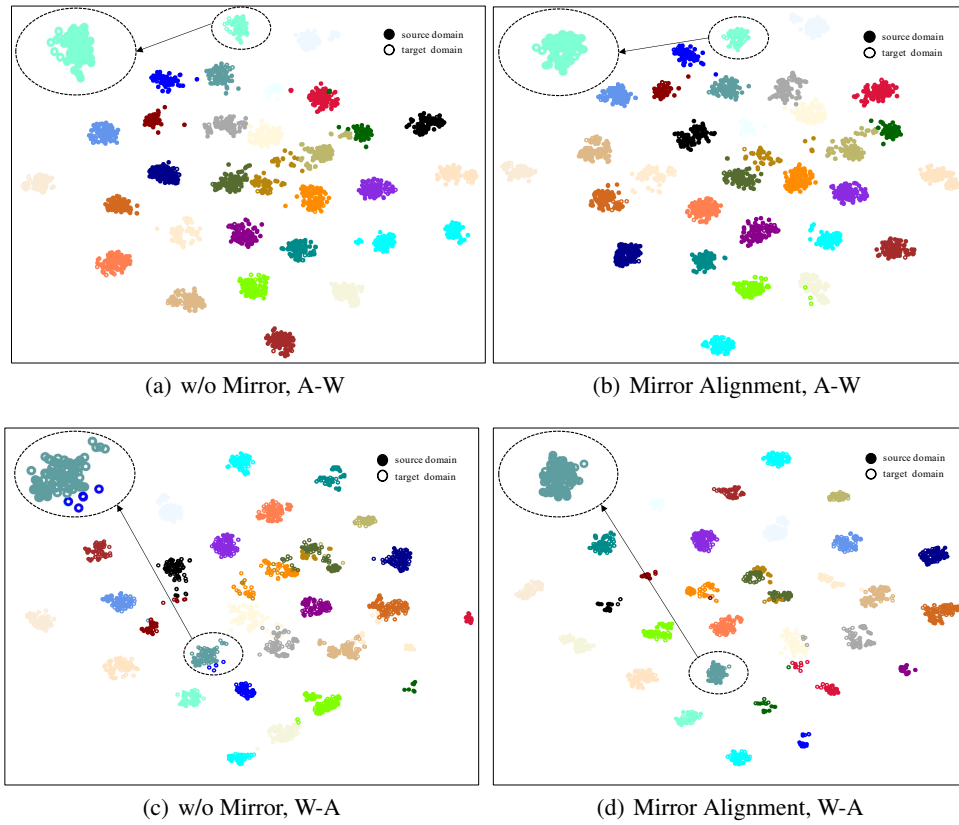 source domain
target domain
source domain
target domain
(a) w/o Mirror, A-W
(b) Mirror Alignment, A-W
source domain
target domain
source domain
target domain
(c) w/o Mirror, W-A
(d) Mirror Alignment, W-A